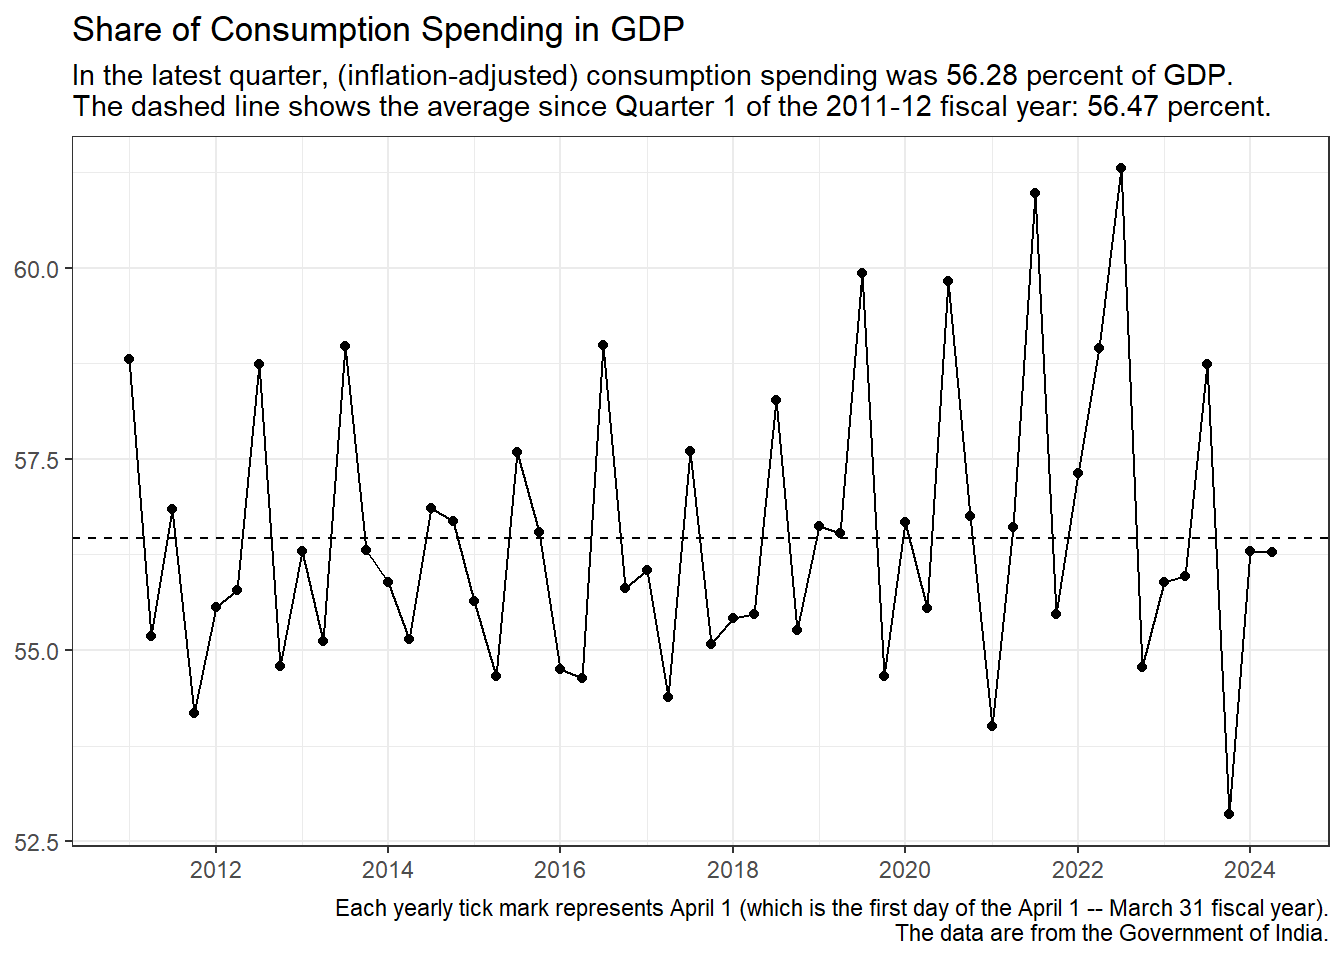 Share of Consumption Spending in GDP
In the latest quarter, (inflation-adjusted) consumption spending was 56.28 percent of GDP.
The dashed line shows the average since Quarter 1 of the 2011-12 fiscal year: 56.47 percent.
60.0
57.5
55.0
52.5
2012 2014 2016 2018 2020 2022 2024
Each yearly tick mark represents April 1 (which is the first day of the April 1 -- March 31 fiscal year).
The data are from the Government of India.